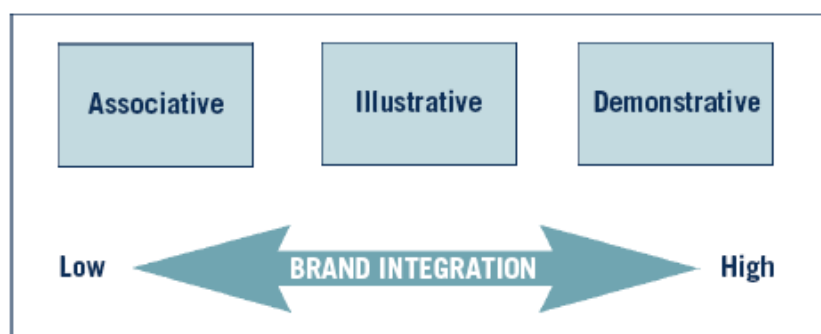 Associative
Illustrative
Demonstrative
Low
BRAND INTEGRATION
High